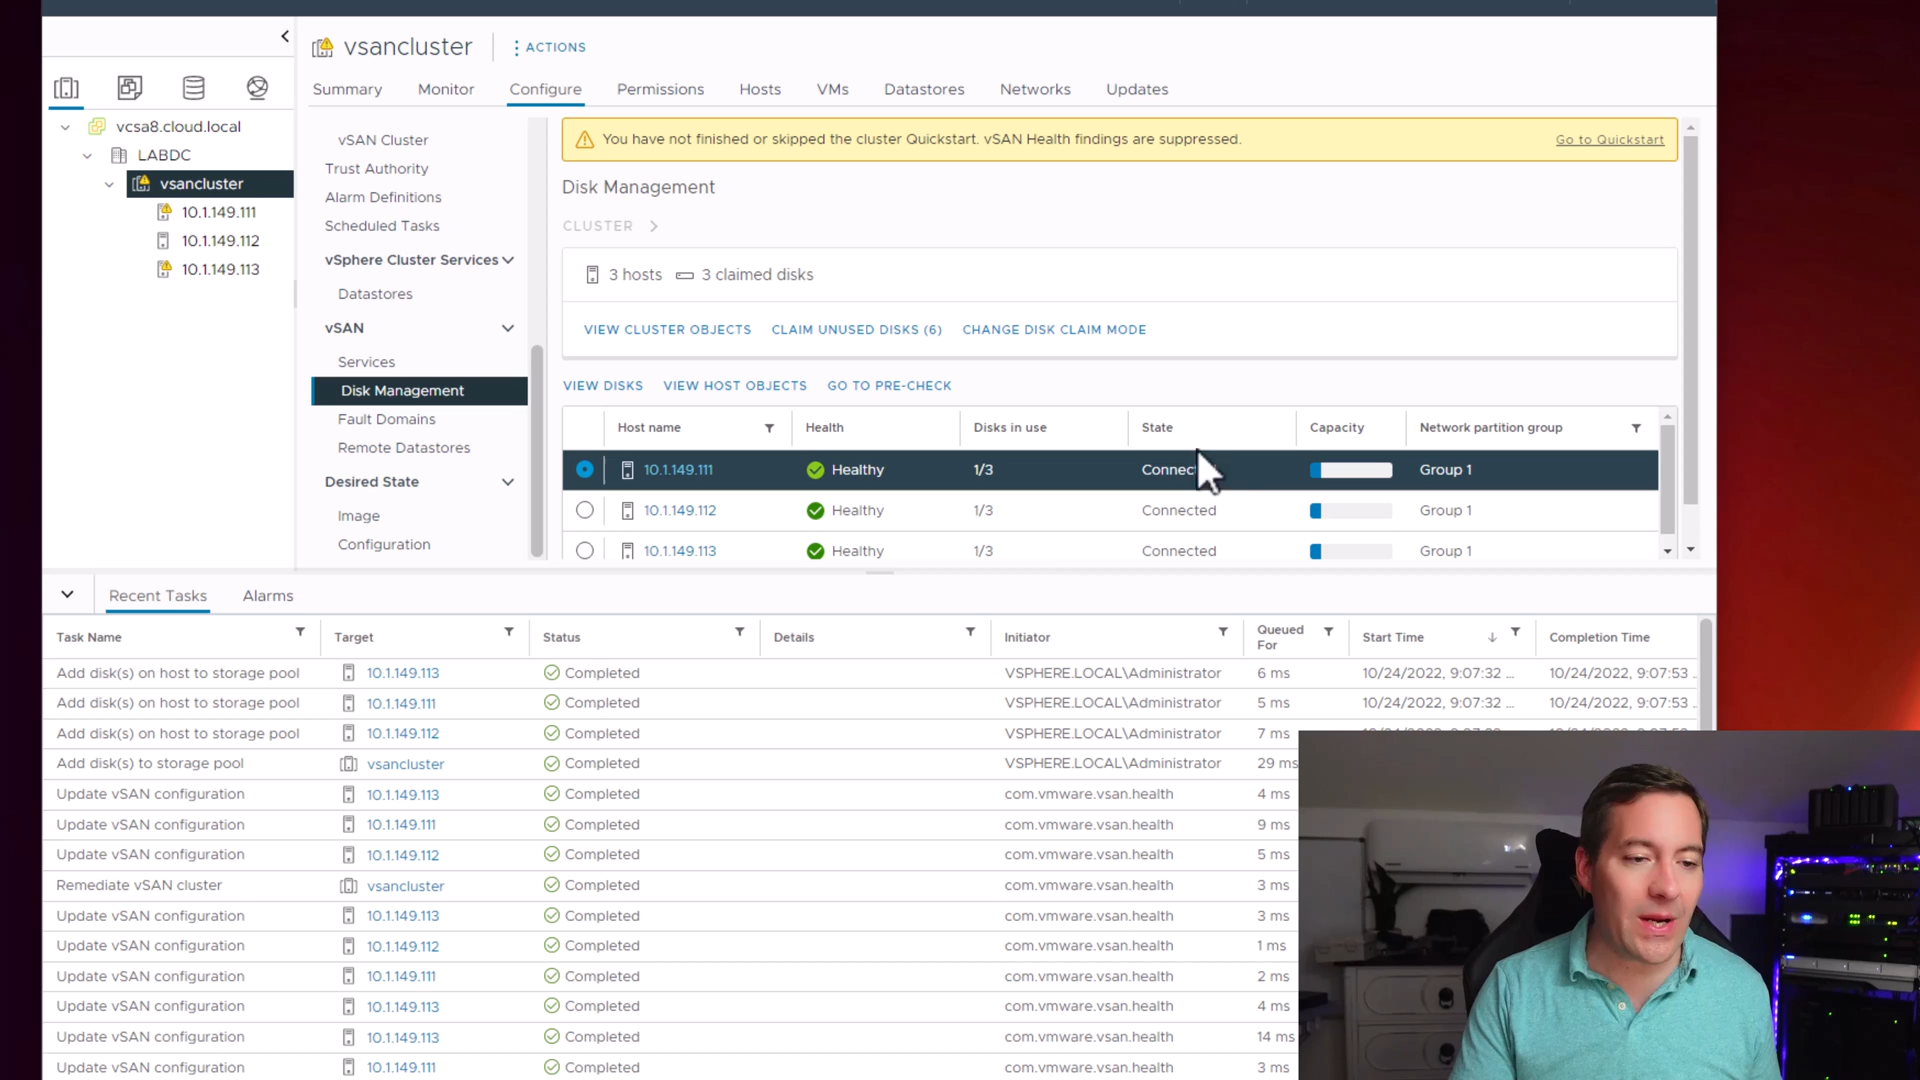 vsancluster
ACTIONS
Summary Monitor Configure Permissions Hosts VMs Datastores Networks Updates
vcsa8.cloud.local
LABDC
vsancluster
10.1.149.111
10.1.149.112
10.1.149.113
vSAN Cluster
Trust Authority
Alarm Definitions
Scheduled Tasks
vSphere Cluster Services
Datastores
vSAN
Services
Disk Management
Fault Domains
Remote Datastores
Desired State
Image
Configuration
You have not finished or skipped the cluster Quickstart. vSAN Health findings are suppressed. Go to Quickstart
Disk Management
CLUSTER
3 hosts 3 claimed disks
VIEW CLUSTER OBJECTS CLAIM UNUSED DISKS (6) CHANGE DISK CLAIM MODE
VIEW DISKS VIEW HOST OBJECTS GO TO PRE-CHECK
Host name Health Disks in use State Capacity Network partition group
10.1.149.111 Healthy 1/3 Group 1
10.1.149.112 Healthy 1/3 Connected Group 1
10.1.149.113 Healthy 1/3 Connected Group 1
Recent Tasks Alarms
Task Name Target Status Details Initiator Queued For Start Time Completion Time
Add disk(s) on host to storage pool 10.1.149.113 Completed VSPHERE.LOCAL\Administrator 6 ms 10/24/2022, 9:07:32 ... 10/24/2022, 9:07:53 ..
Add disk(s) on host to storage pool 10.1.149.111 Completed VSPHERE.LOCAL\Administrator 5 ms 10/24/2022, 9:07:32 ... 10/24/2022, 9:07:53 ..
Add disk(s) on host to storage pool 10.1.149.112 Completed VSPHERE.LOCAL\Administrator 7 ms
Add disk(s) to storage pool vsancluster Completed VSPHERE.LOCAL\Administrator 29 ms
Update vSAN configuration 10.1.149.113 Completed com.vmware.vsan.health 4 ms
Update vSAN configuration 10.1.149.111 Completed com.vmware.vsan.health 9 ms
Update vSAN configuration 10.1.149.112 Completed com.vmware.vsan.health 5 ms
Remediate vSAN cluster vsancluster Completed com.vmware.vsan.health 3 ms
Update vSAN configuration 10.1.149.113 Completed com.vmware.vsan.health 3 ms
Update vSAN configuration 10.1.149.112 Completed com.vmware.vsan.health 1 ms
Update vSAN configuration 10.1.149.111 Completed com.vmware.vsan.health 2 ms
Update vSAN configuration 10.1.149.113 Completed com.vmware.vsan.health 4 ms
Update vSAN configuration 10.1.149.113 Completed com.vmware.vsan.health 14 ms
Update vSAN configuration 10.1.149.111 Completed com.vmware.vsan.health 3 ms